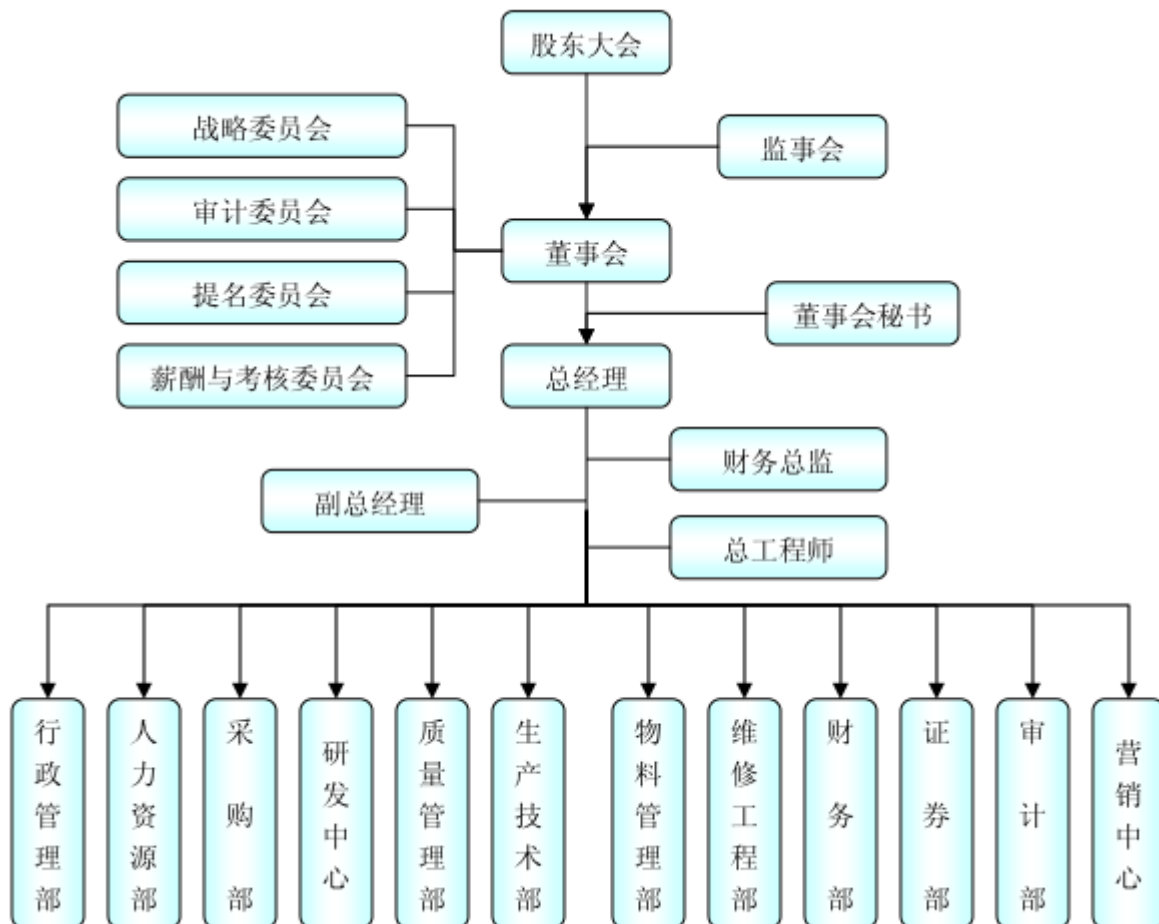 股东大会
战略委员会
监事会
审计委员会
董事会
提名委员会
董事会秘书
薪酬与考核委员会
总经理
财务总监
副总经理
总工程师
行政管理部
人力资源部
采购部
研发中心
质量管理部
生产技术部
物料管理部
维修工程部
财务部
证券部
审计部
营销中心